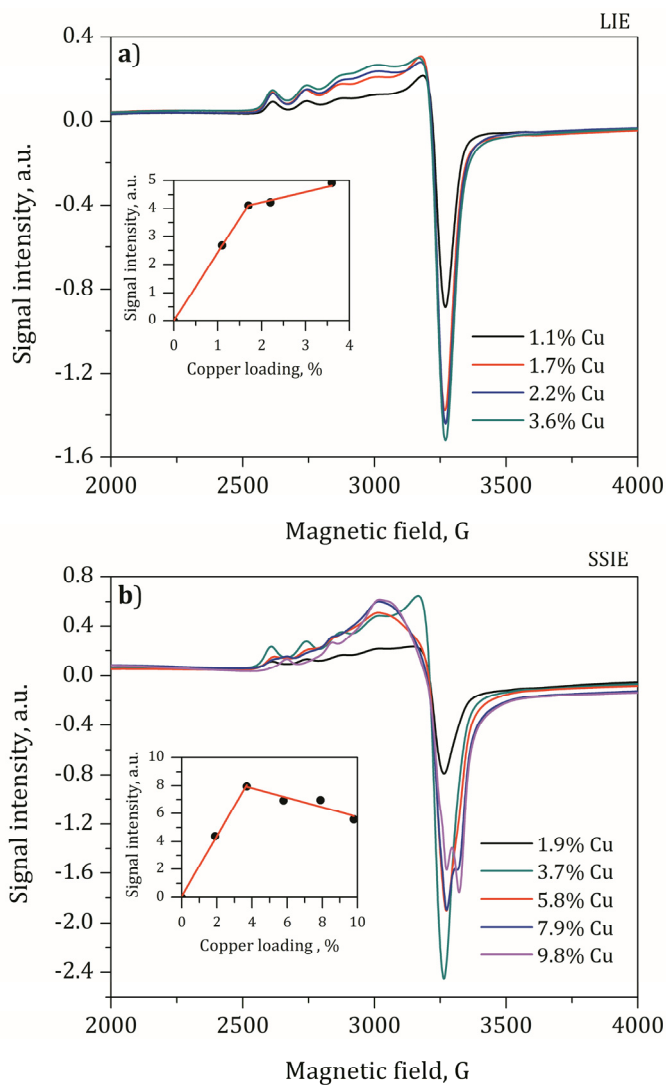 LIE
a)
0.4
0.0
-0.4
-0.8
-1.2
-1.6
Signal intensity, a.u.
5
4
3
2
1
0
Signal intensity, a.u.
0 1 2 3 4
Copper loading, %
1.1% Cu
1.7% Cu
2.2% Cu
3.6% Cu
2000 2500 3000 3500 4000
Magnetic field, G
SSIE
b)
0.8
0.4
0.0
-0.4
-0.8
-1.2
-1.6
-2.0
-2.4
Signal intensity, a.u.
10
8
6
4
2
0
Signal intensity, a.u.
0 2 4 6 8 10
Copper loading , %
1.9% Cu
3.7% Cu
5.8% Cu
7.9% Cu
9.8% Cu
2000 2500 3000 3500 4000
Magnetic field, G